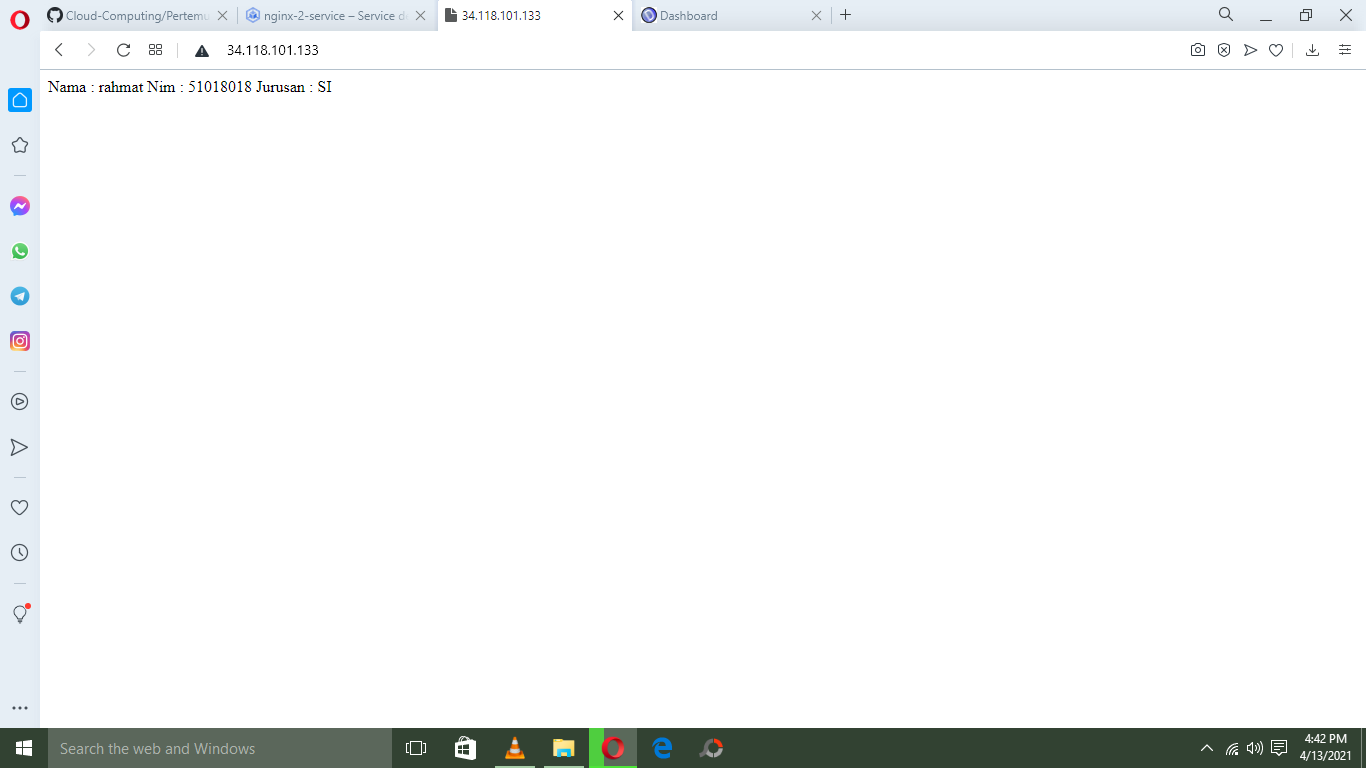 Cloud-Computing/Pertemu
nginx-2-service – Service de
34.118.101.133
Dashboard
34.118.101.133
Nama : rahmat Nim : 51018018 Jurusan : SI
Search the web and Windows
4:42 PM
4/13/2021